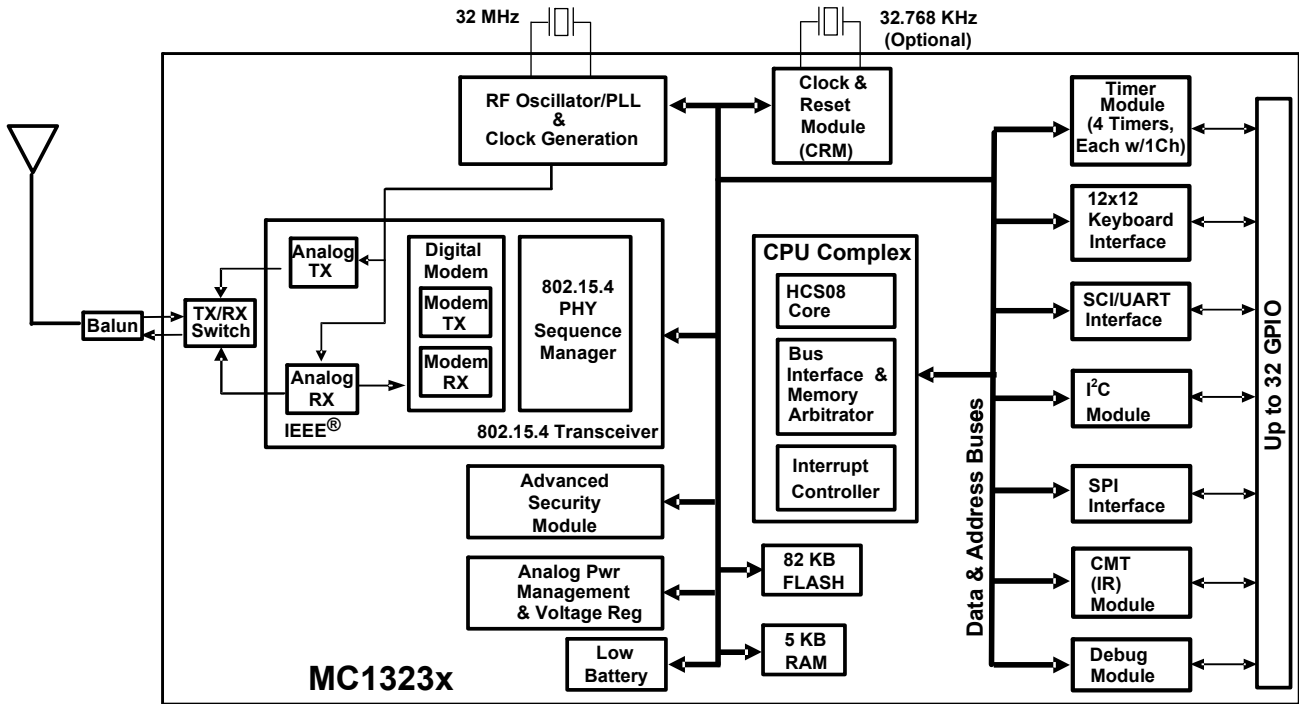 32 MHz
32.768 KHz
(Optional)
RF Oscillator/PLL
&
Clock Generation
Clock &
Reset
Module
(CRM)
Timer
Module
(4 Timers,
Each w/1Ch)
12x12
Keyboard
Interface
SCI/UART
Interface
I²C
Module
SPI
Interface
CMT
(IR)
Module
Debug
Module
Up to 32 GPIO
Data & Address Buses
CPU Complex
HCS08
Core
Bus
Interface &
Memory
Arbitrator
Interrupt
Controller
Balun
TX/RX
Switch
Analog
TX
Analog
RX
Digital
Modem
Modem
TX
Modem
RX
802.15.4
PHY
Sequence
Manager
IEEE®
802.15.4 Transceiver
Advanced
Security
Module
Analog Pwr
Management
& Voltage Reg
Low
Battery
82 KB
FLASH
5 KB
RAM
MC1323x